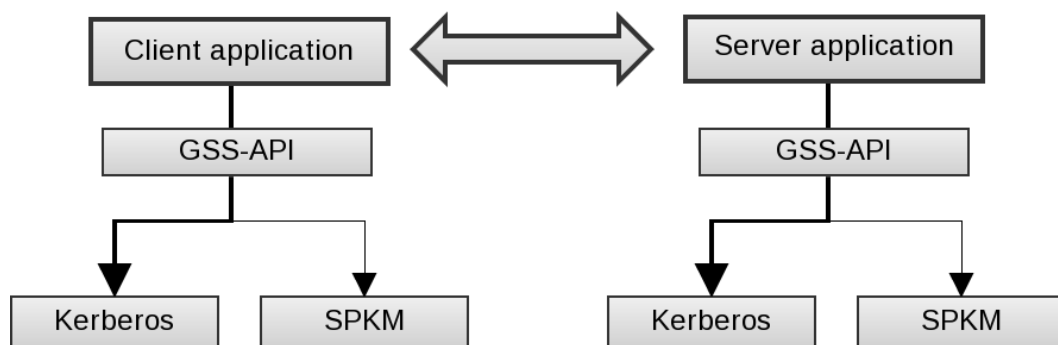 Client application
Server application
GSS-API
GSS-API
Kerberos
SPKM
Kerberos
SPKM